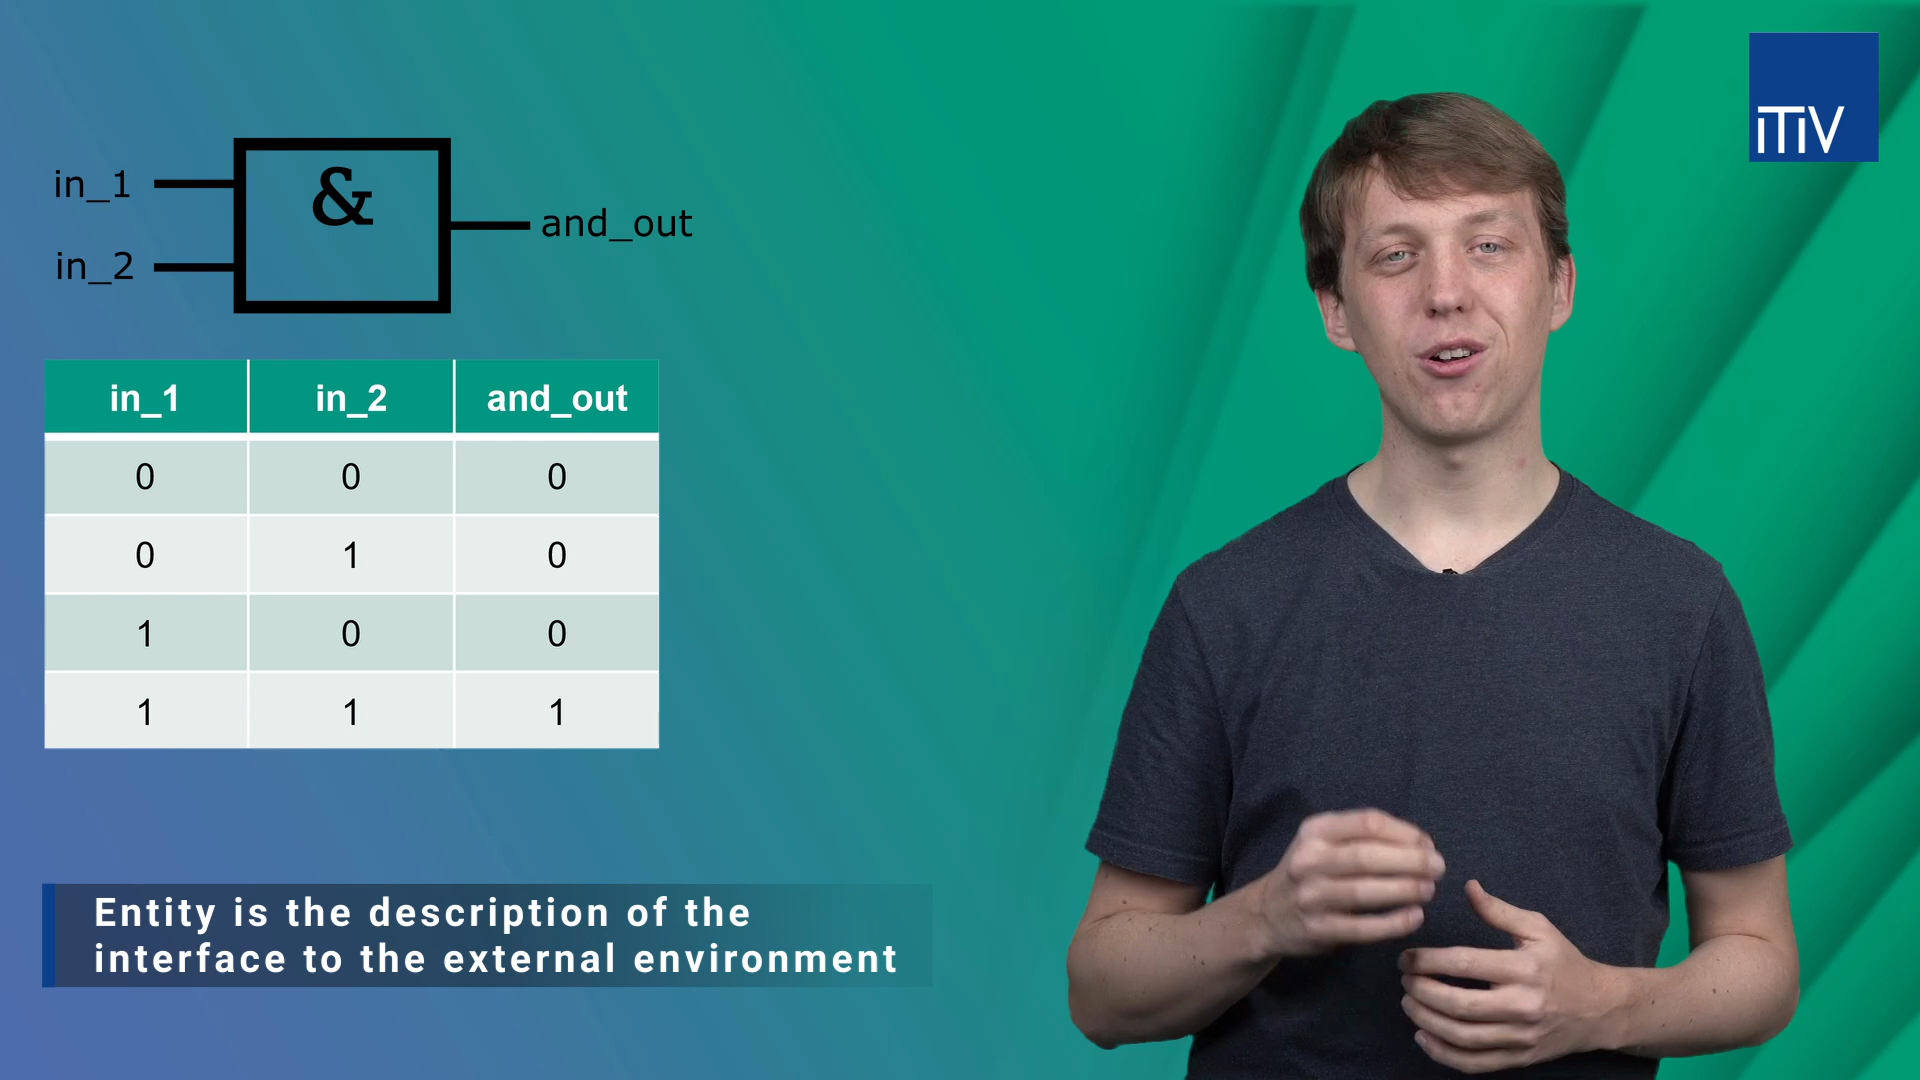 iTiV
in_1
&
and_out
in_2
in_1 in_2 and_out
0 0 0
0 1 0
1 0 0
1 1 1
Entity is the description of the
interface to the external environment